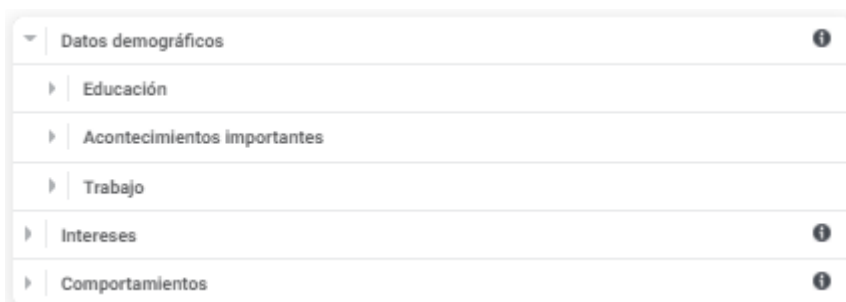 Datos demográficos
Educación
Acontecimientos importantes
Trabajo
Intereses
Comportamientos